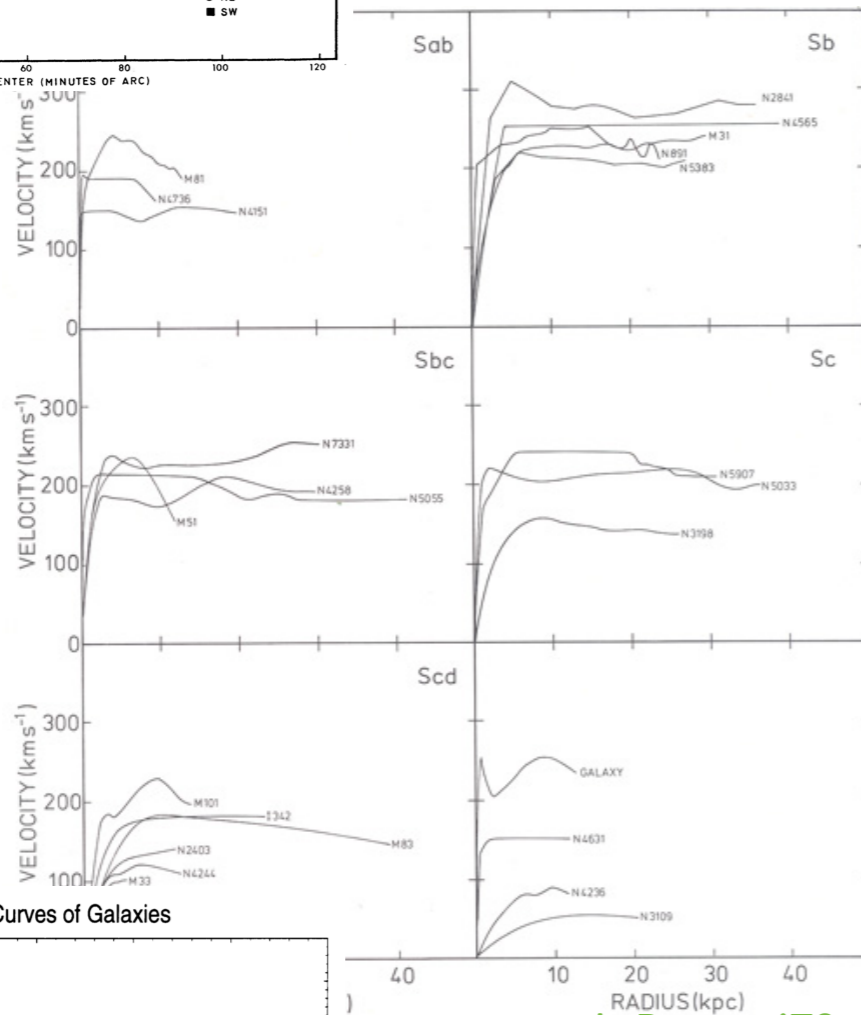 ■ SW
60 80 100 120
ENTER (MINUTES OF ARC)
Sab
VELOCITY (km s
200
100
0
M81
N4736
N4151
Sb
N2841
N4565
M31
N891
N5383
Sbc
VELOCITY (km s⁻¹)
300
200
100
0
N7331
N4258
N5055
M51
Sc
N5907
N5033
N3198
Scd
VELOCITY (km s⁻¹)
300
200
100
M101
I342
M83
N2403
N4244
M33
GALAXY
N4631
N4236
N3109
Curves of Galaxies
40
)
10 20 30 40
RADIUS (kpc)